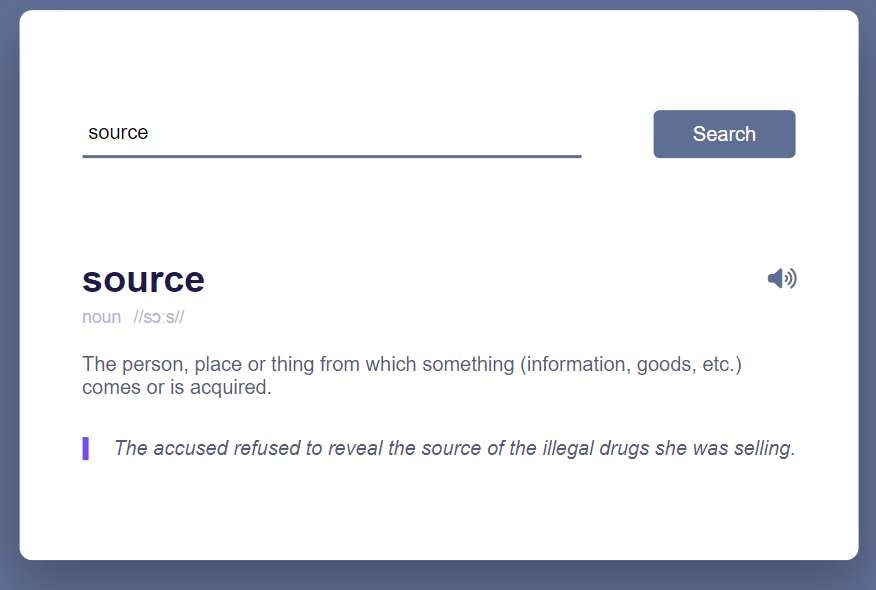 source
Search
source
noun //sɔːs//
The person, place or thing from which something (information, goods, etc.)
comes or is acquired.
The accused refused to reveal the source of the illegal drugs she was selling.